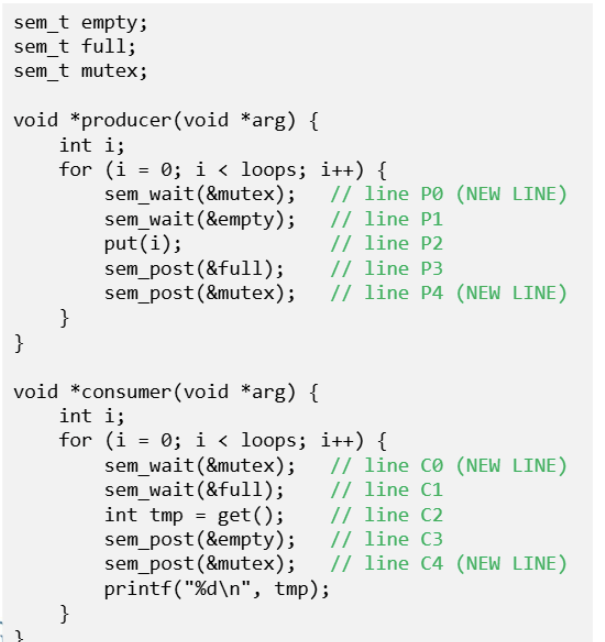 sem_t empty;
sem_t full;
sem_t mutex;

void *producer(void *arg) {
    int i;
    for (i = 0; i < loops; i++) {
        sem_wait(&mutex);   // line P0 (NEW LINE)
        sem_wait(&empty);   // line P1
        put(i);             // line P2
        sem_post(&full);    // line P3
        sem_post(&mutex);   // line P4 (NEW LINE)
    }
}

void *consumer(void *arg) {
    int i;
    for (i = 0; i < loops; i++) {
        sem_wait(&mutex);   // line C0 (NEW LINE)
        sem_wait(&full);    // line C1
        int tmp = get();    // line C2
        sem_post(&empty);   // line C3
        sem_post(&mutex);   // line C4 (NEW LINE)
        printf("%d\n", tmp);
    }
}